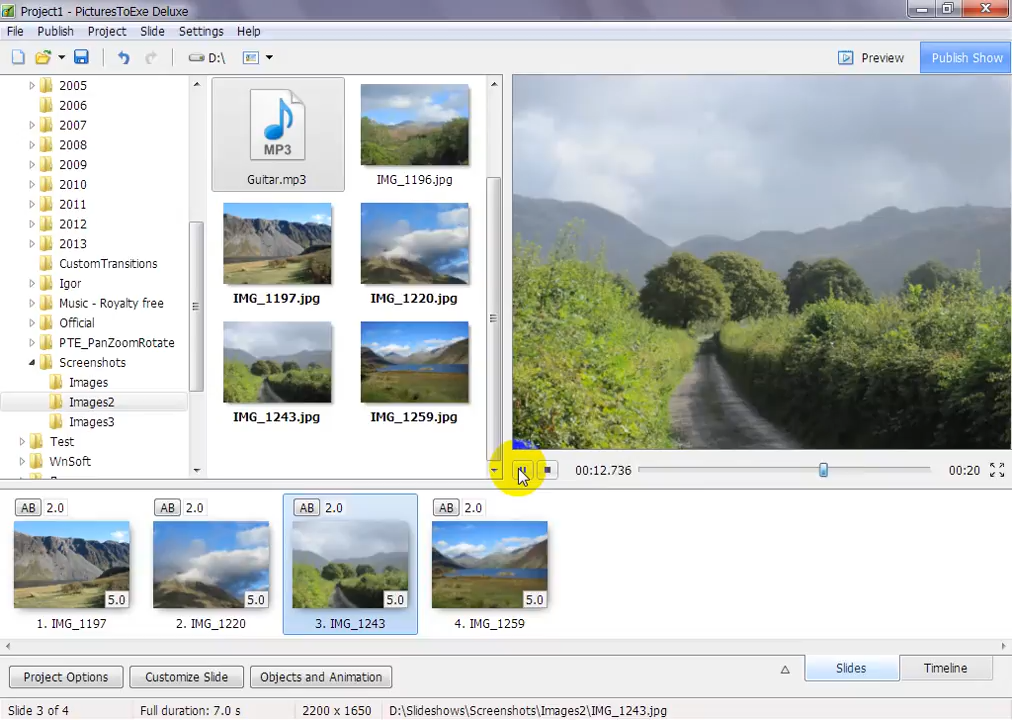 Project1 - PicturesToExe Deluxe
File Publish Project Slide Settings Help
D:\
Preview
Publish Show
2005
2006
2007
2008
2009
2010
2011
2012
2013
CustomTransitions
Igor
Music - Royalty free
Official
PTE_PanZoomRotate
Screenshots
Images
Images2
Images3
Test
WnSoft
MP3
Guitar.mp3
IMG_1196.jpg
IMG_1197.jpg
IMG_1220.jpg
IMG_1243.jpg
IMG_1259.jpg
00:12.736
00:20
AB 2.0
AB 2.0
AB 2.0
AB 2.0
5.0
5.0
5.0
5.0
1. IMG_1197
2. IMG_1220
3. IMG_1243
4. IMG_1259
Project Options
Customize Slide
Objects and Animation
Slides
Timeline
Slide 3 of 4
Full duration: 7.0 s
2200 x 1650
D:\Slideshows\Screenshots\Images2\IMG_1243.jpg